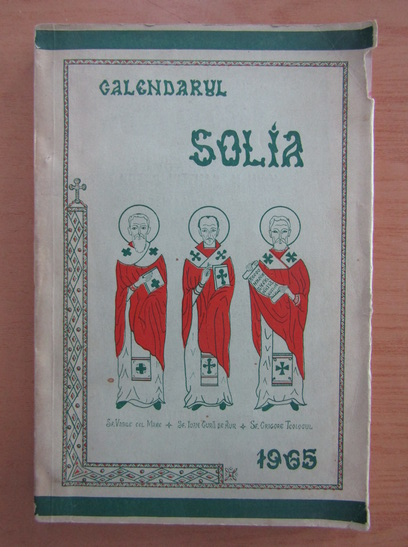 CALENDARUL
SOLIA
Sf. Vasile cel Mare + Sf. Ioan Gură de Aur + Sf. Grigore Teologul
1965